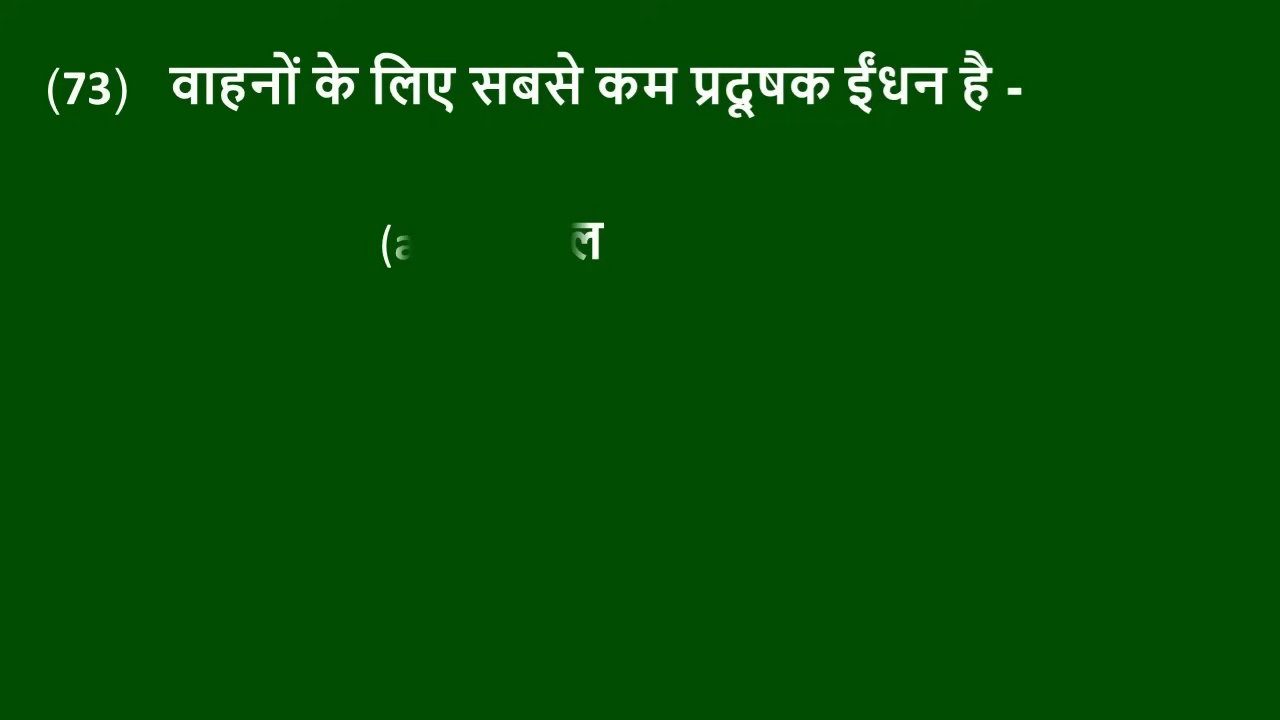 (73) वाहनों के लिए सबसे कम प्रदूषक ईंधन है -